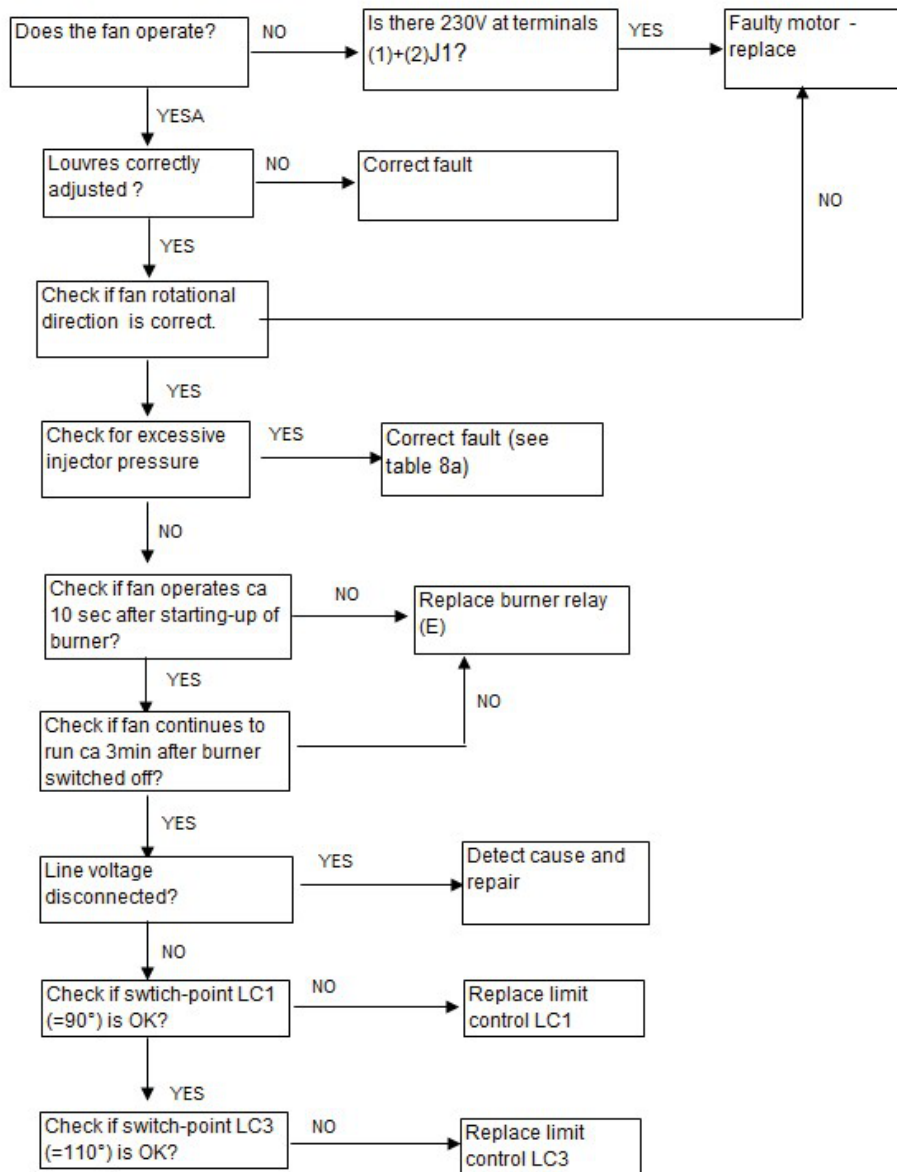 Does the fan operate?
NO
Is there 230V at terminals
(1)+(2)J1?
YES
Faulty motor -
replace
YESA
Louvres correctly
adjusted ?
NO
Correct fault
NO
YES
Check if fan rotational
direction is correct.
YES
Check for excessive
injector pressure
YES
Correct fault (see
table 8a)
NO
Check if fan operates ca
10 sec after starting-up of
burner?
NO
Replace burner relay
(E)
YES
NO
Check if fan continues to
run ca 3min after burner
switched off?
YES
Line voltage
disconnected?
YES
Detect cause and
repair
NO
Check if swtich-point LC1
(=90°) is OK?
NO
Replace limit
control LC1
YES
Check if switch-point LC3
(=110°) is OK?
NO
Replace limit
control LC3